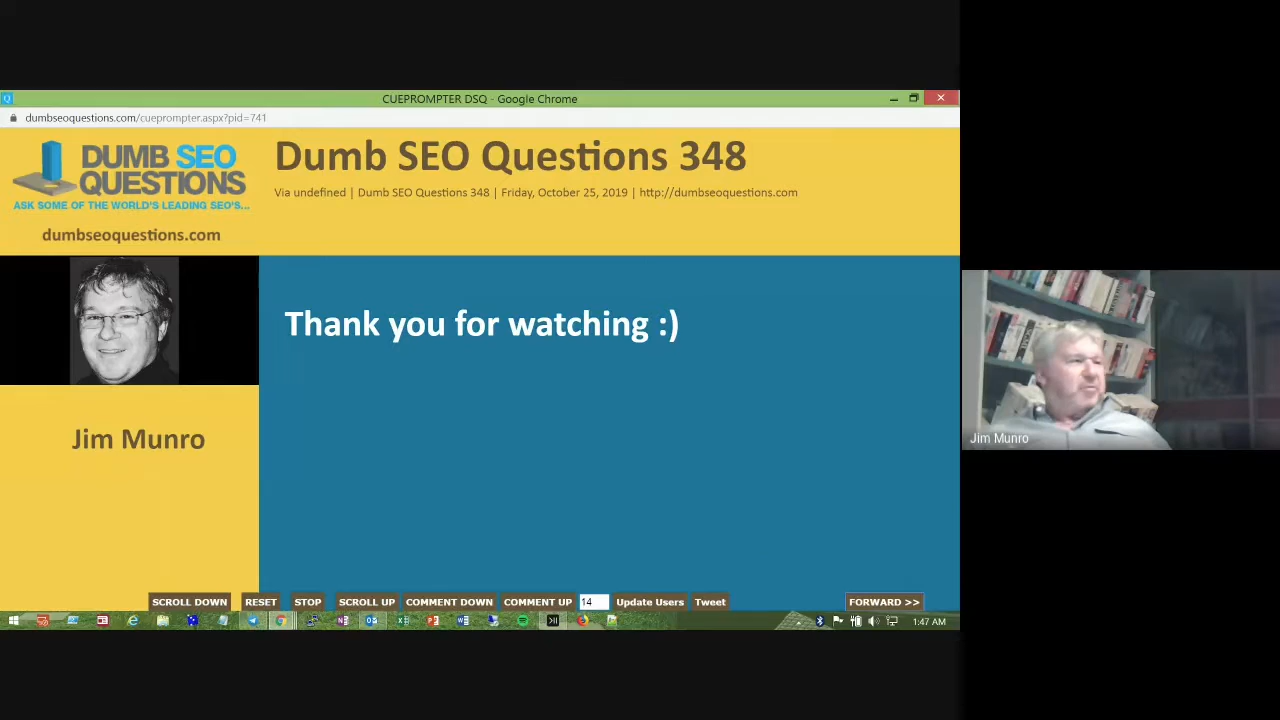 CUEPROMPTER DSQ - Google Chrome
dumbseoquestions.com/cueprompter.aspx?pid=741
DUMB SEO
QUESTIONS
ASK SOME OF THE WORLD'S LEADING SEO'S...
dumbseoquestions.com
Dumb SEO Questions 348
Via undefined | Dumb SEO Questions 348 | Friday, October 25, 2019 | http://dumbseoquestions.com
Thank you for watching :)
Jim Munro
Jim Munro
SCROLL DOWN RESET STOP SCROLL UP COMMENT DOWN COMMENT UP 14 Update Users Tweet FORWARD >>
1:47 AM